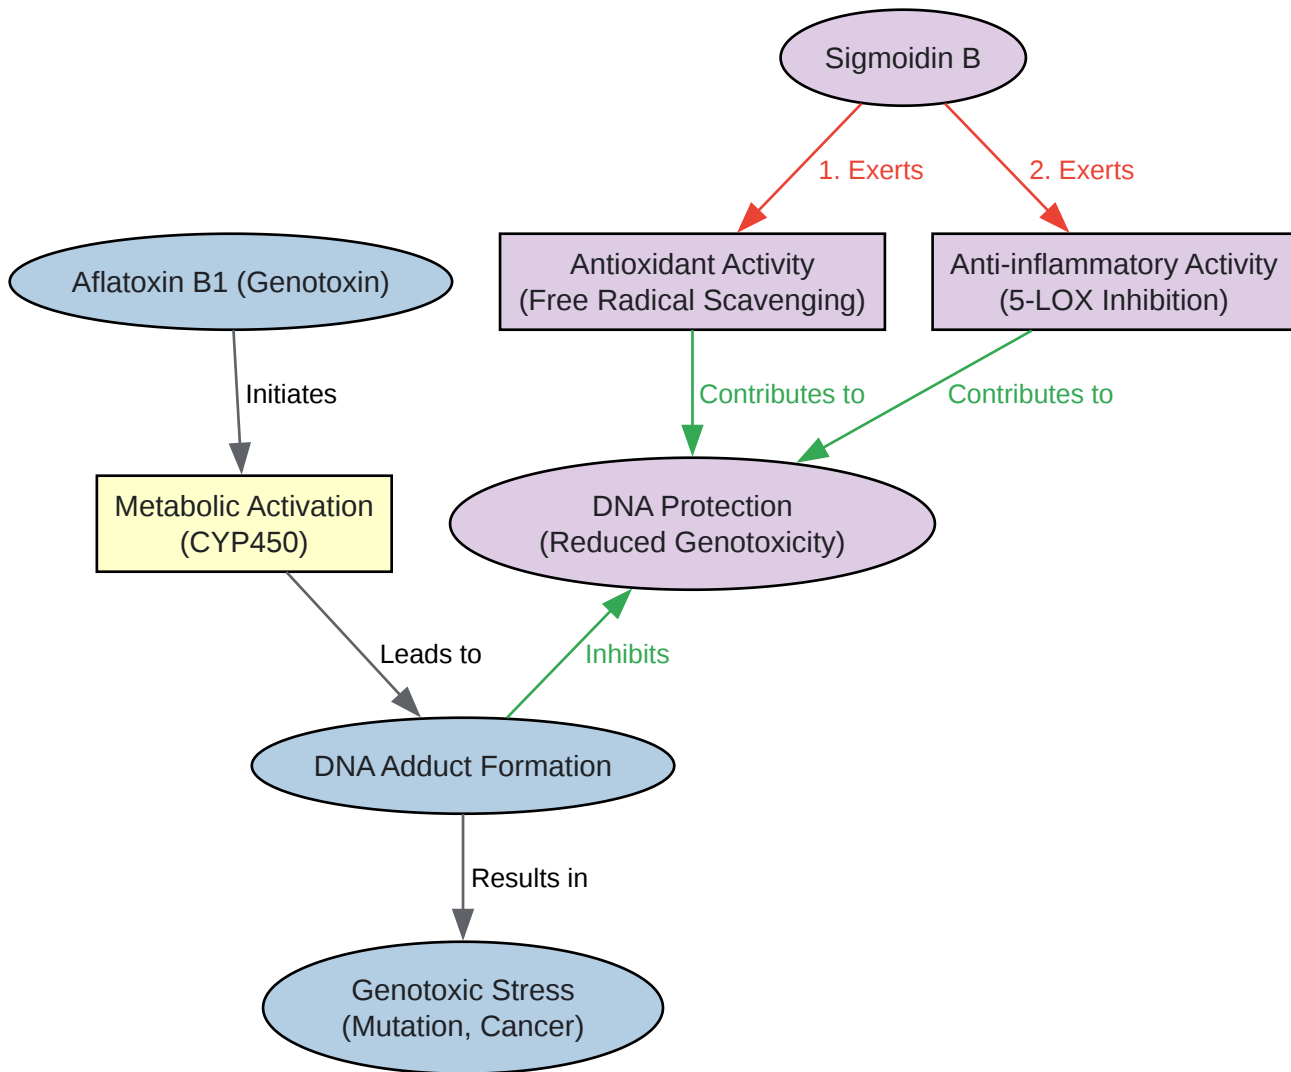 Sigmoidin B
1. Exerts
2. Exerts
Aflatoxin B1 (Genotoxin)
Antioxidant Activity
(Free Radical Scavenging)
Anti-inflammatory Activity
(5-LOX Inhibition)
Initiates
Contributes to
Contributes to
Metabolic Activation
(CYP450)
DNA Protection
(Reduced Genotoxicity)
Leads to
Inhibits
DNA Adduct Formation
Results in
Genotoxic Stress
(Mutation, Cancer)